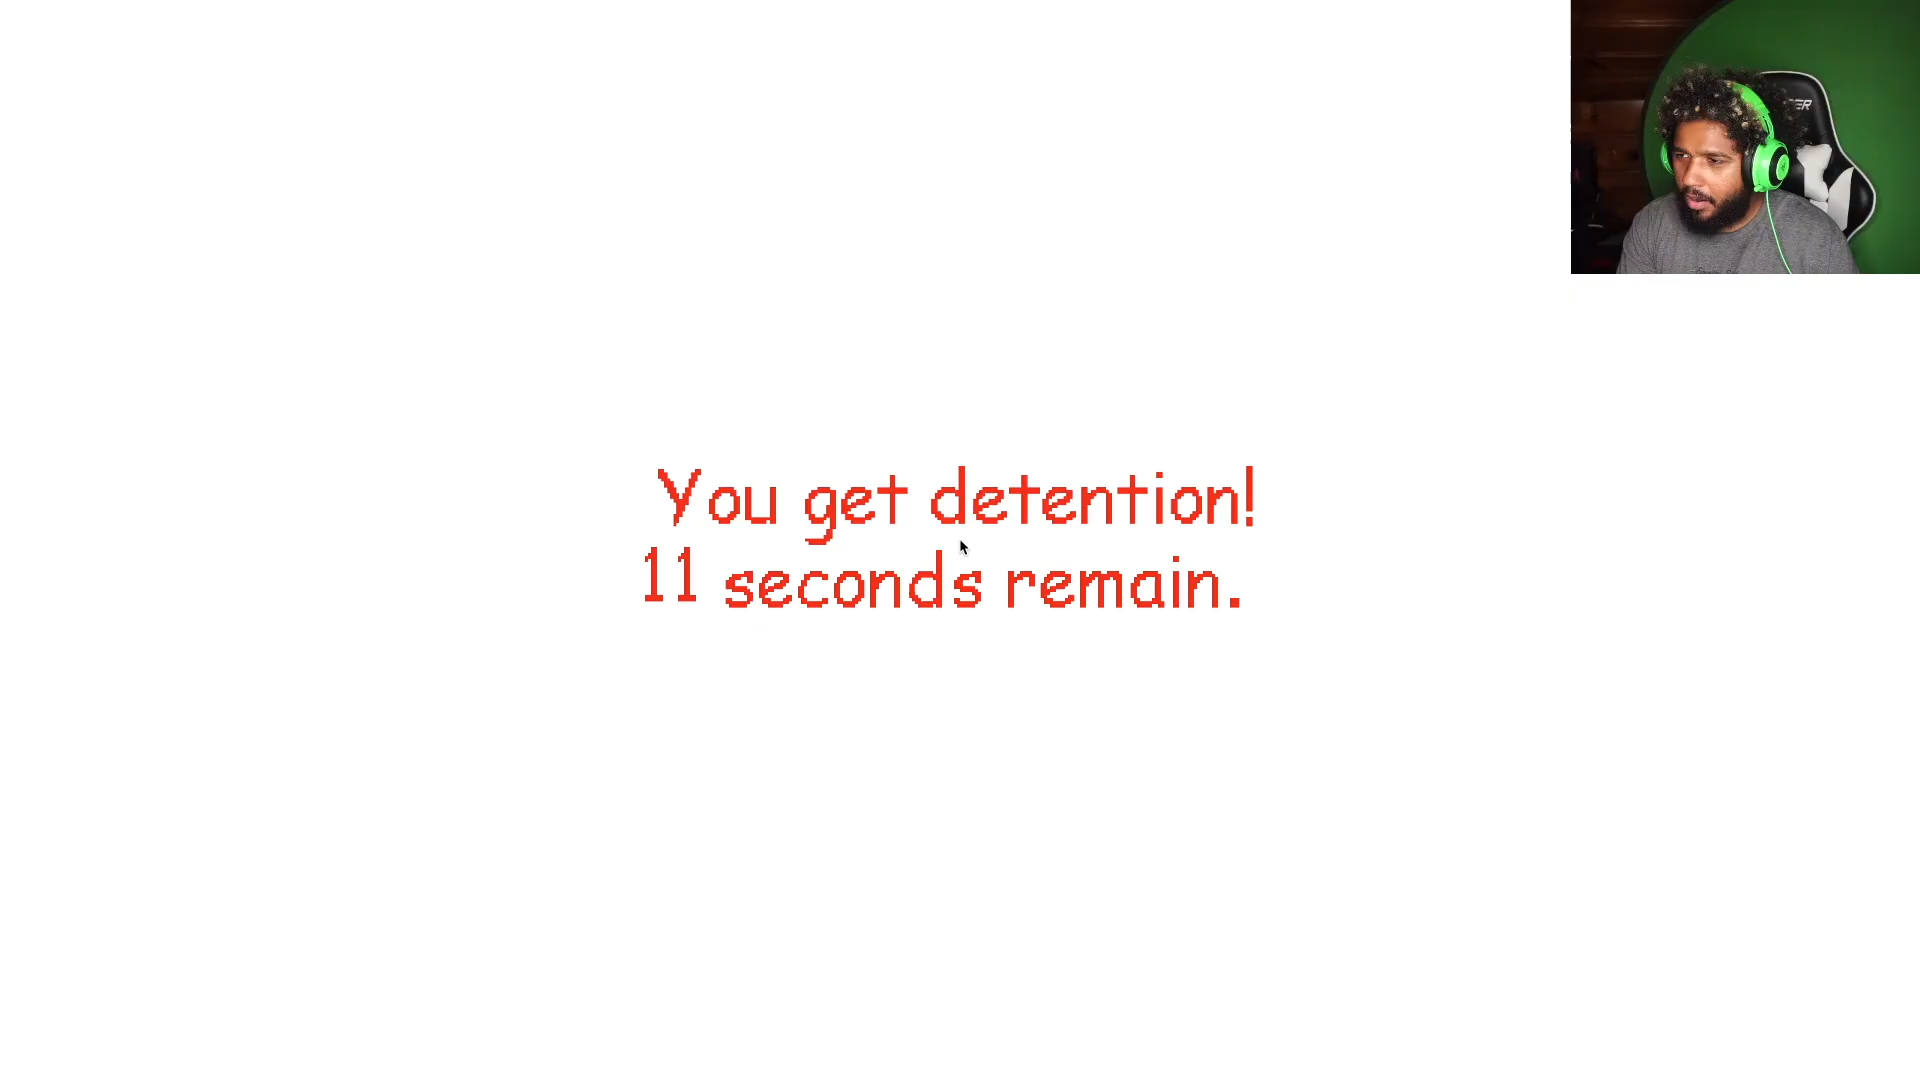 You get detention!
11 seconds remain.